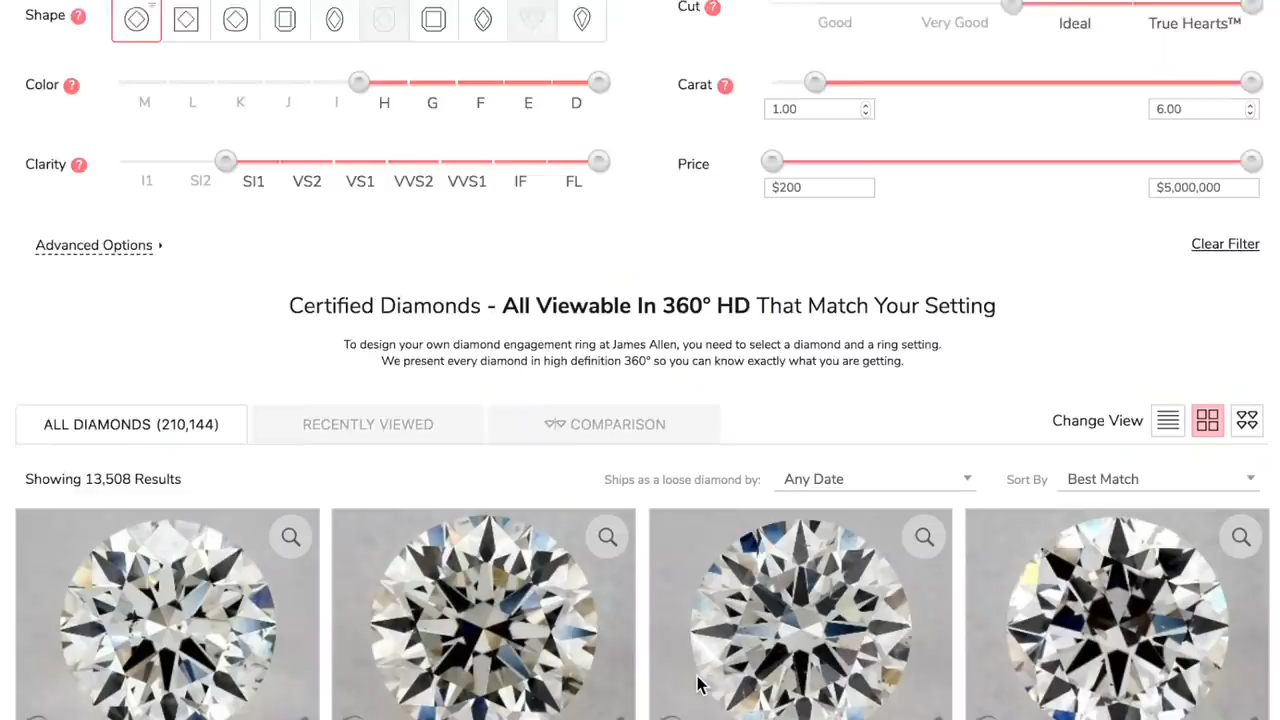 Shape ?
Cut ?
Good Very Good Ideal True Hearts™
Color ?
M L K J I H G F E D
Carat ?
1.00 6.00
Clarity ?
I1 SI2 SI1 VS2 VS1 VVS2 VVS1 IF FL
Price
$200 $5,000,000
Advanced Options
Clear Filter
Certified Diamonds - All Viewable In 360° HD That Match Your Setting
To design your own diamond engagement ring at James Allen, you need to select a diamond and a ring setting.
We present every diamond in high definition 360° so you can know exactly what you are getting.
ALL DIAMONDS (210,144) RECENTLY VIEWED COMPARISON
Change View
Showing 13,508 Results
Ships as a loose diamond by: Any Date Sort By Best Match